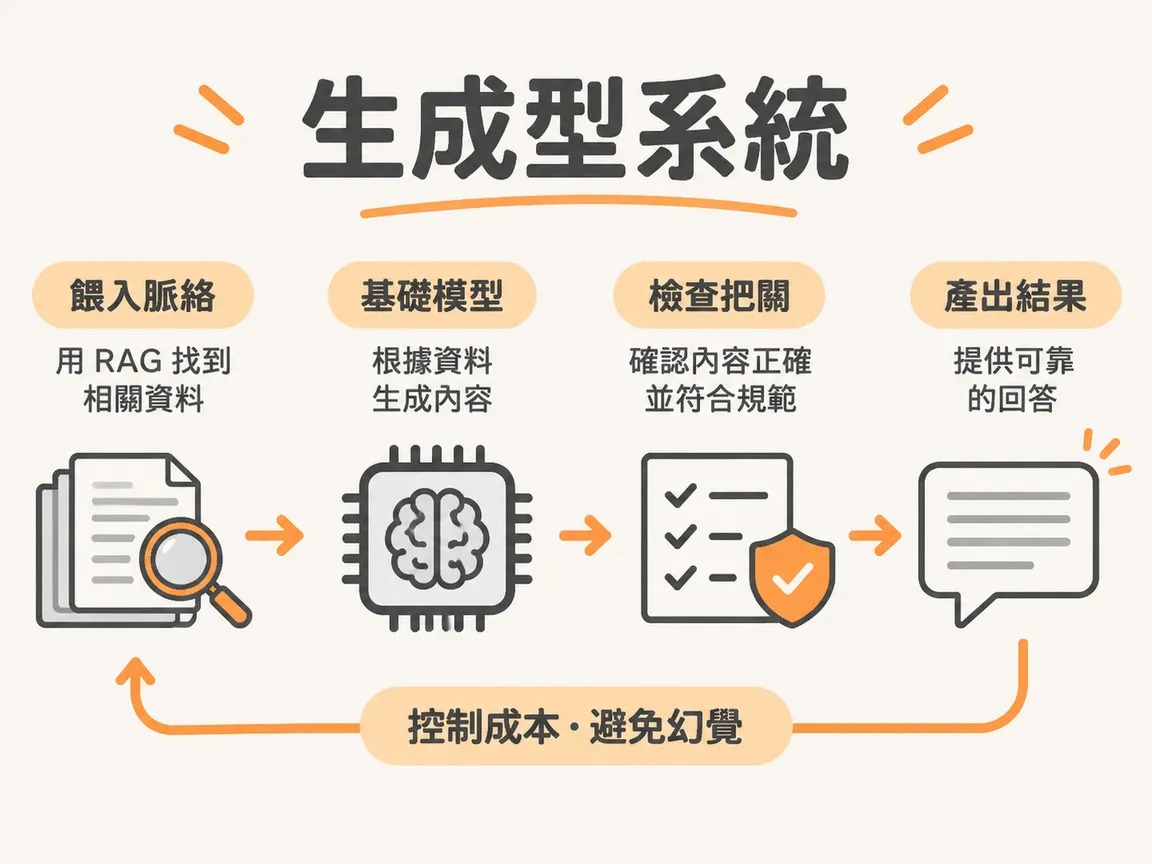 生成型系統
餵入脈絡
用 RAG 找到
相關資料
基礎模型
根據資料
生成內容
檢查把關
確認內容正確
並符合規範
產出結果
提供可靠
的回答
控制成本·避免幻覺